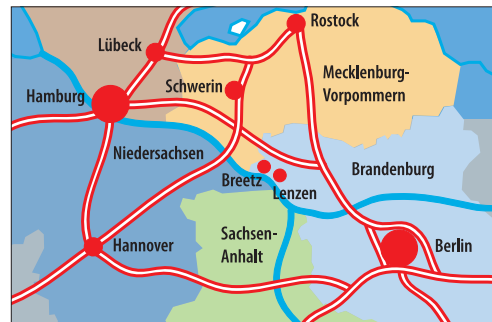 Rostock
Lübeck
Hamburg
Schwerin
Mecklenburg-
Vorpommern
Niedersachsen
Breetz
Lenzen
Brandenburg
Hannover
Sachsen-
Anhalt
Berlin